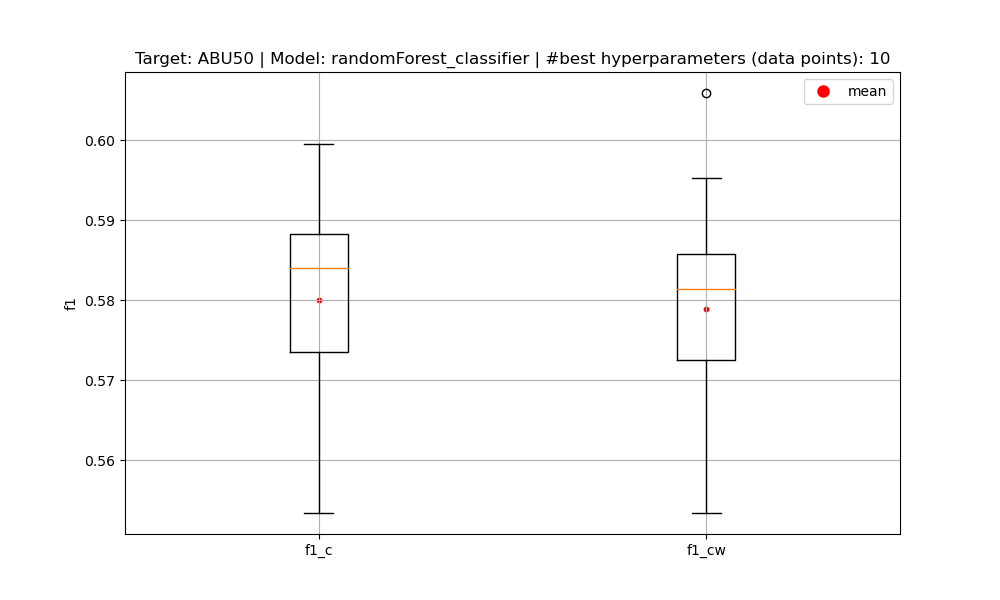 Target: ABU50 | Model: randomForest_classifier | #best hyperparameters (data points): 10
mean
0.60
0.59
0.58
0.57
0.56
f1
f1_c
f1_cw